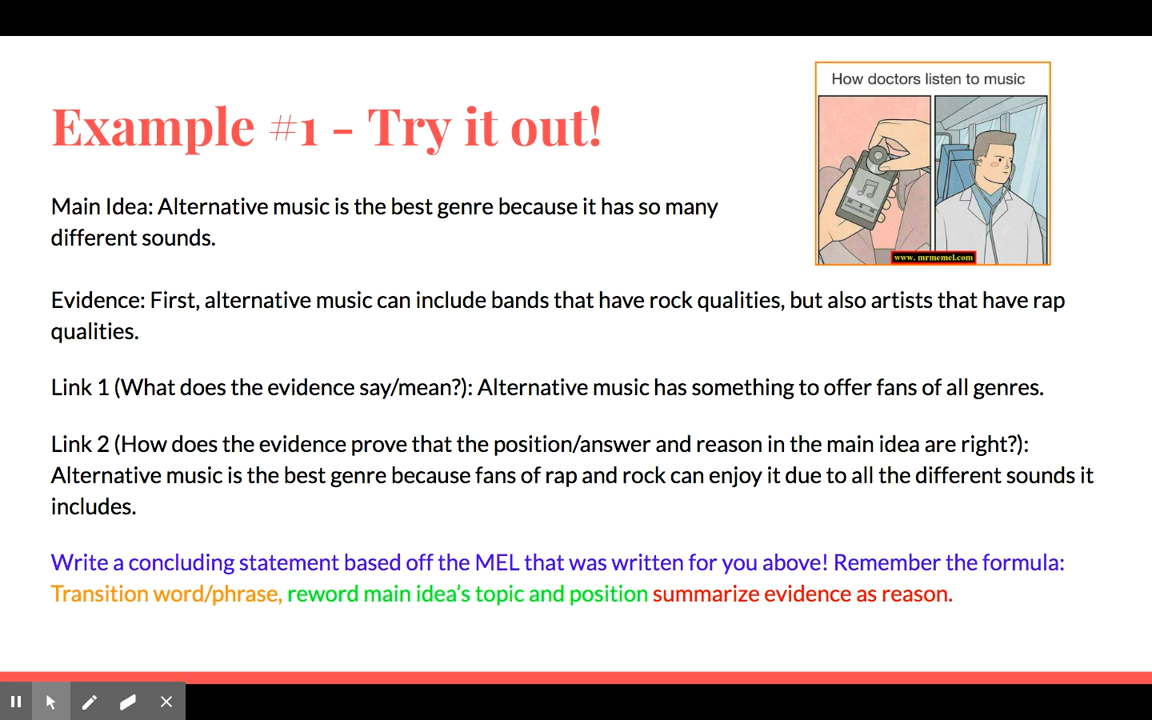 How doctors listen to music
Example #1 - Try it out!
www. mrmemel.com
Main Idea: Alternative music is the best genre because it has so many
different sounds.
Evidence: First, alternative music can include bands that have rock qualities, but also artists that have rap
qualities.
Link 1 (What does the evidence say/mean?): Alternative music has something to offer fans of all genres.
Link 2 (How does the evidence prove that the position/answer and reason in the main idea are right?):
Alternative music is the best genre because fans of rap and rock can enjoy it due to all the different sounds it
includes.
Write a concluding statement based off the MEL that was written for you above! Remember the formula:
Transition word/phrase, reword main idea’s topic and position summarize evidence as reason.